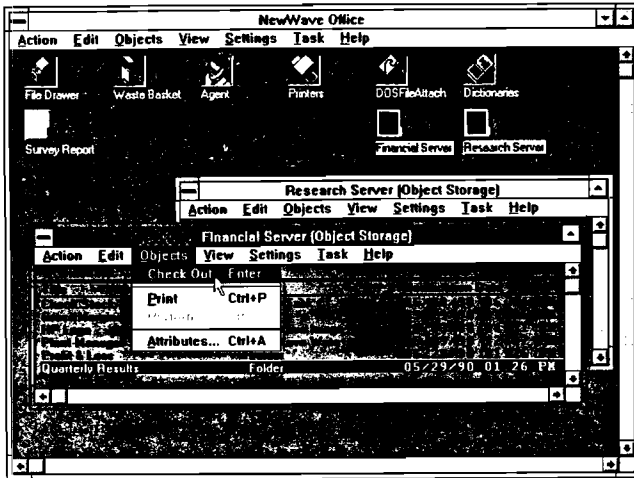 NewWave Office
Action Edit Objects View Settings Task Help
File Drawer Waste Basket Agent Printers DOSFileAttach Dictionaries
Survey Report Financial Server Research Server
Research Server (Object Storage)
Action Edit Objects View Settings Task Help
Financial Server (Object Storage)
Action Edit Objects View Settings Task Help
Check Out Enter
Print Ctrl+P
Attributes... Ctrl+A
Profit & Loss
Quarterly Results Folder 05/29/90 01 26 PM